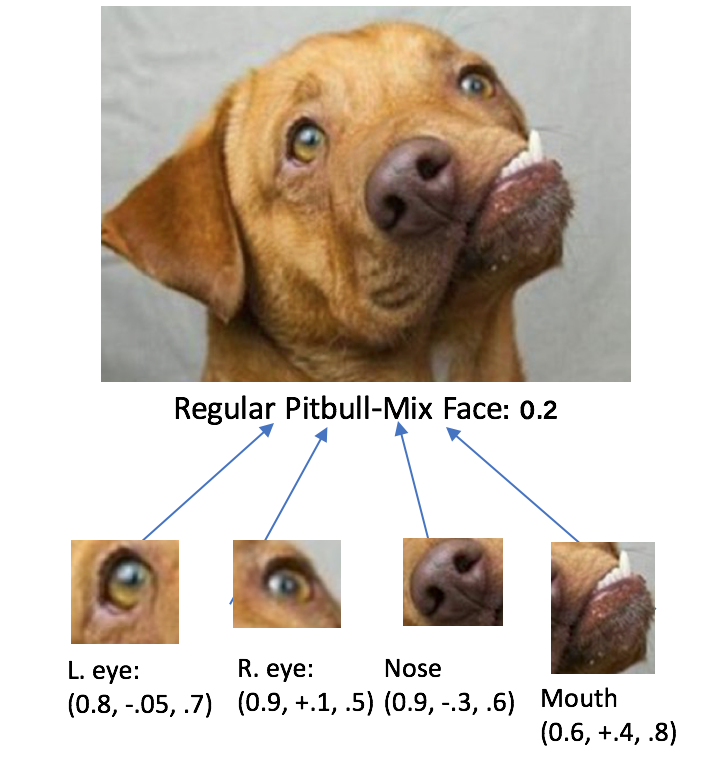 Regular Pitbull-Mix Face: 0.2
L. eye:
(0.8, -.05, .7)
R. eye:
(0.9, +.1, .5)
Nose
(0.9, -.3, .6)
Mouth
(0.6, +.4, .8)